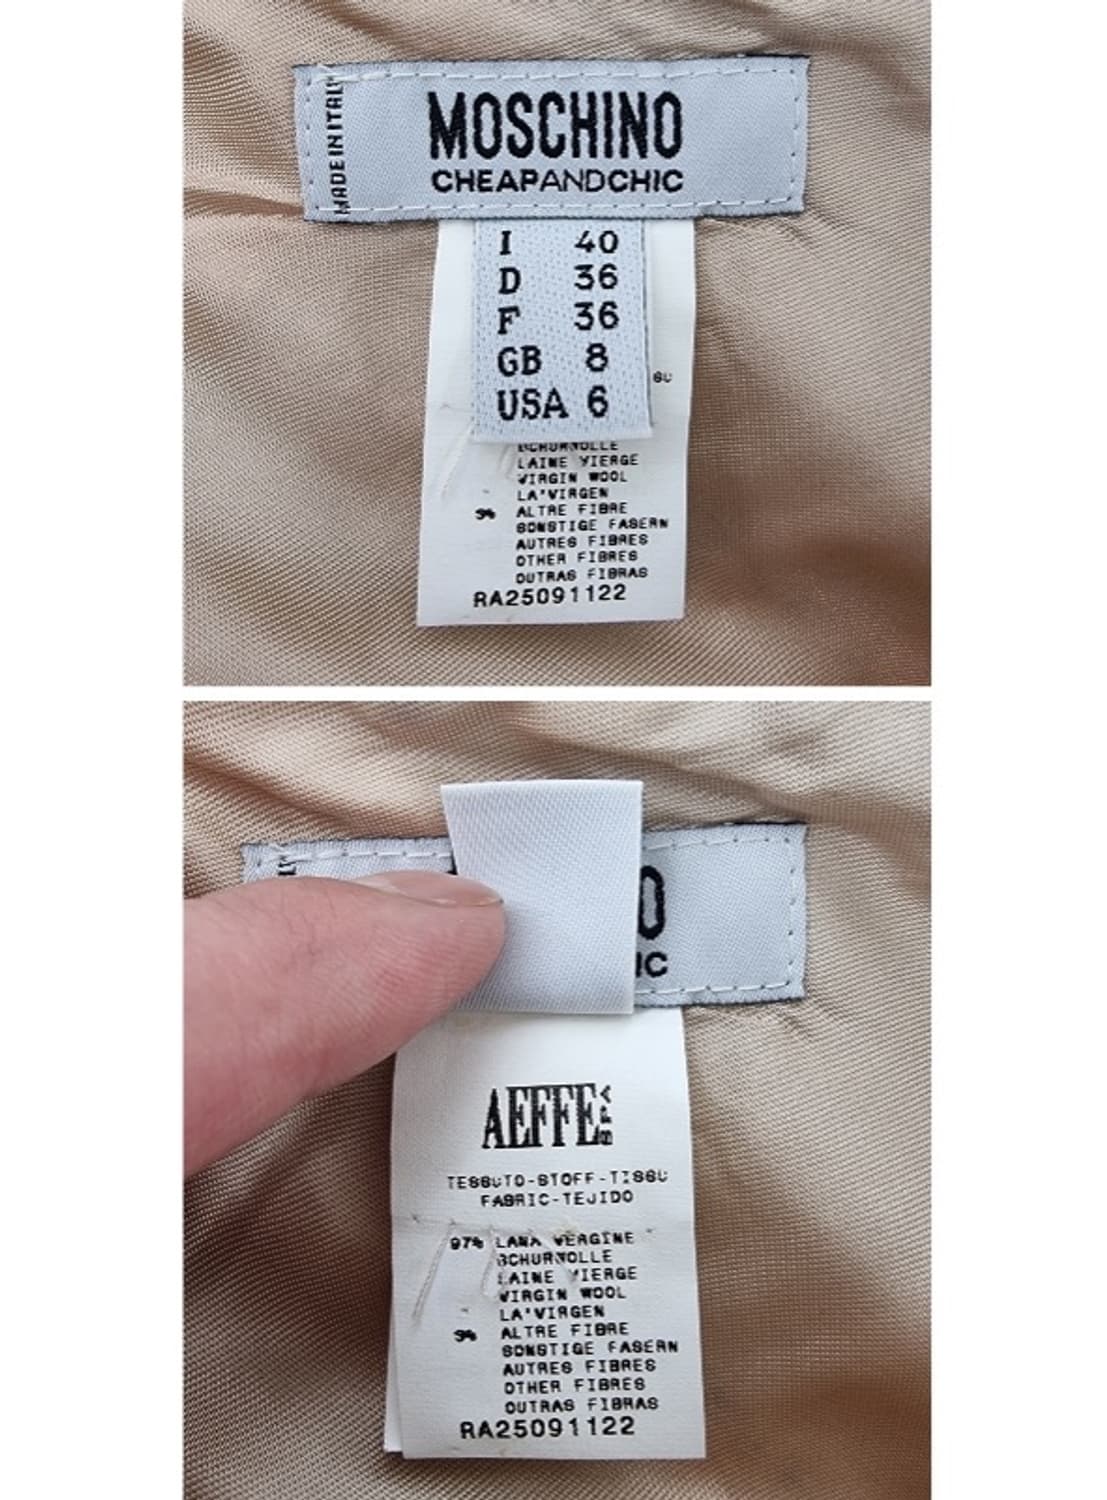 MADE IN ITALY
MOSCHINO
CHEAPANDCHIC
I 40
D 36
F 36
GB 8
USA 6
SU
SCHURWOLLE
LAINE VIERGE
VIRGIN WOOL
LA'VIRGEN
ALTRE FIBRE
SONSTIGE FASERN
AUTRES FIBRES
OTHER FIBRES
OUTRAS FIBRAS
RA25091122
O
IC
AEFFE SPA
TESSUTO-STOFF-TISSU
FABRIC-TEJIDO
97% LANA VERGINE
SCHURWOLLE
LAINE VIERGE
VIRGIN WOOL
LA'VIRGEN
ALTRE FIBRE
SONSTIGE FASERN
AUTRES FIBRES
OTHER FIBRES
OUTRAS FIBRAS
RA25091122